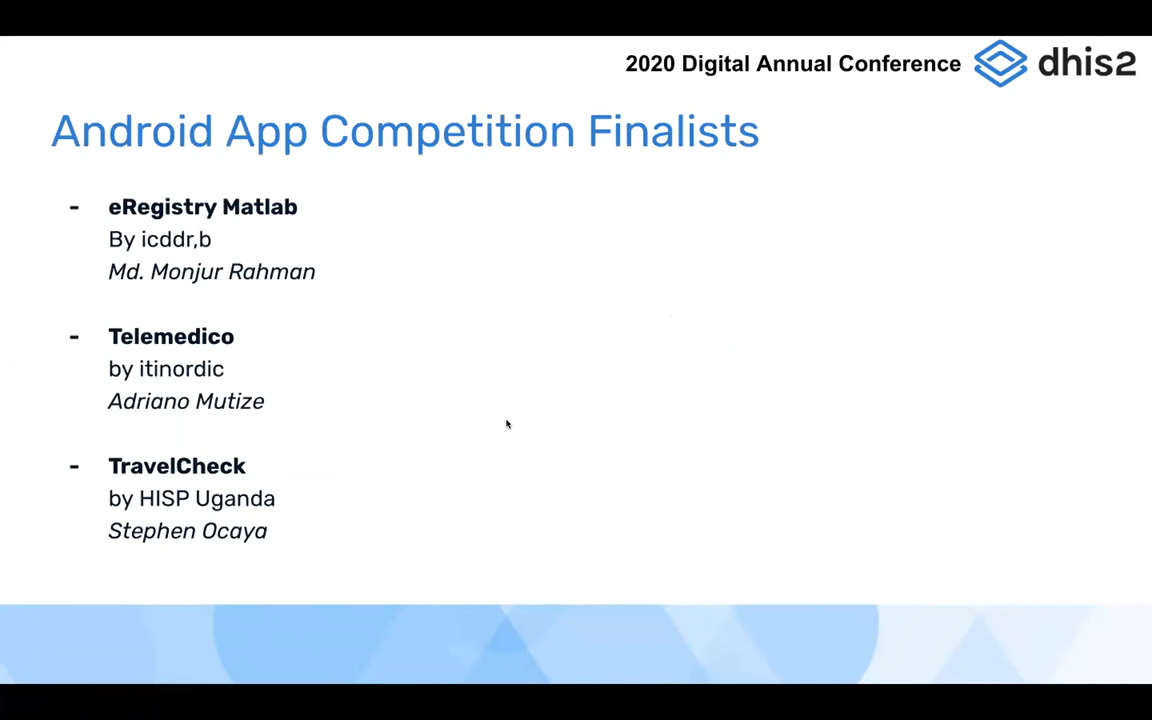 2020 Digital Annual Conference dhis2
Android App Competition Finalists
- eRegistry Matlab
By icddr,b
Md. Monjur Rahman
- Telemedico
by itinordic
Adriano Mutize
- TravelCheck
by HISP Uganda
Stephen Ocaya